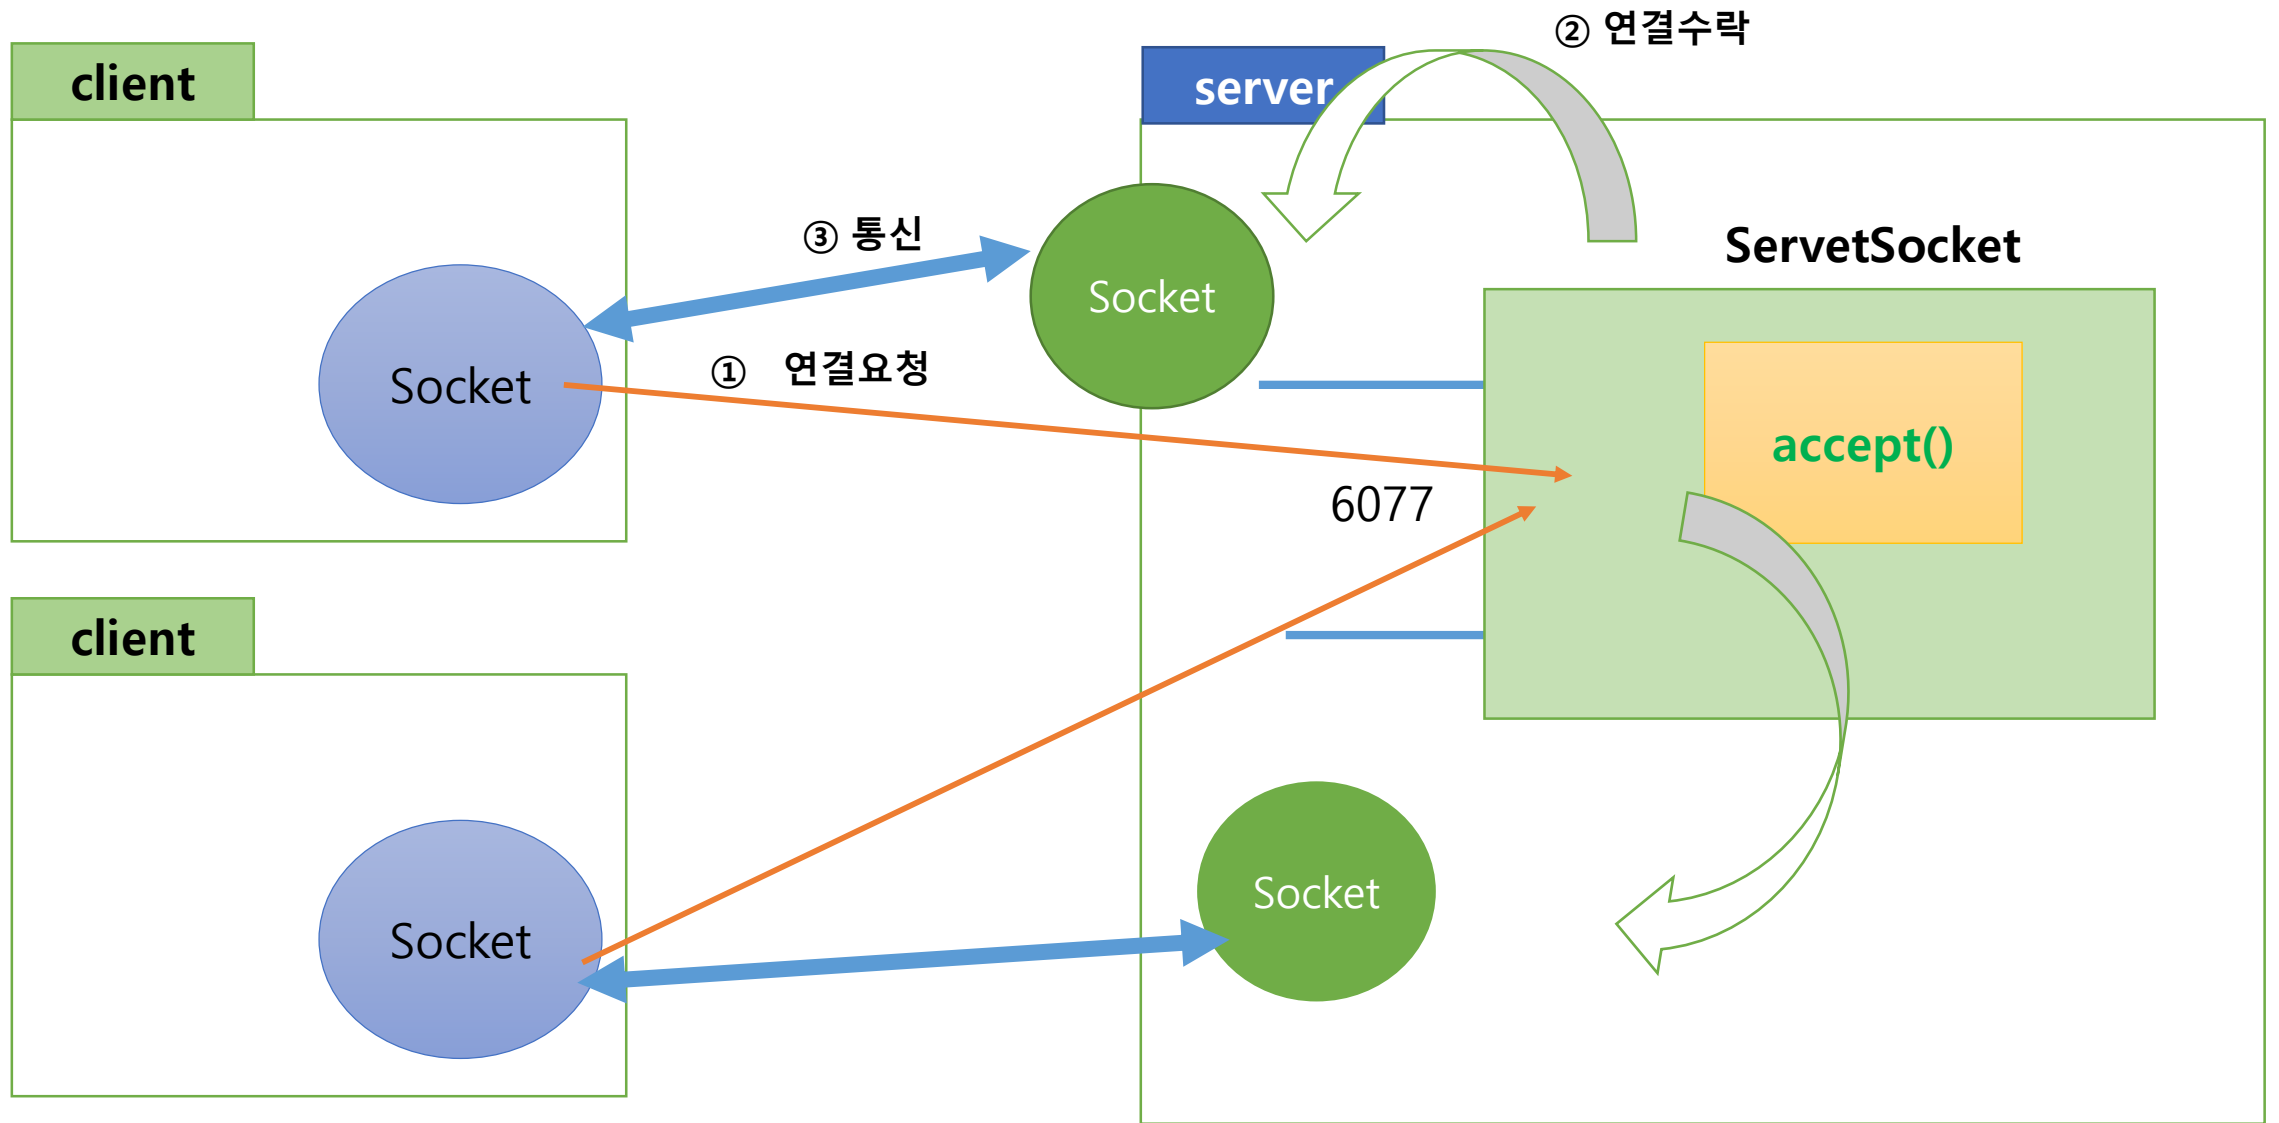 ② 연결수락
client
server
③ 통신
ServetSocket
Socket
① 연결요청
Socket
accept()
6077
client
Socket
Socket